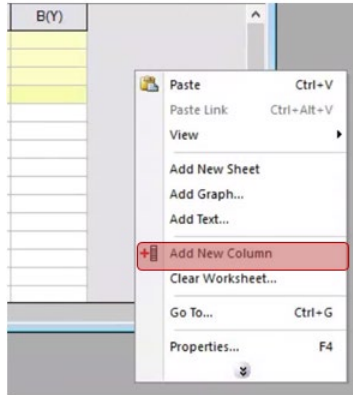 B(Y)
Paste Ctrl+V
Paste Link Ctrl+Alt+V
View
Add New Sheet
Add Graph...
Add Text...
Add New Column
Clear Worksheet...
Go To... Ctrl+G
Properties... F4